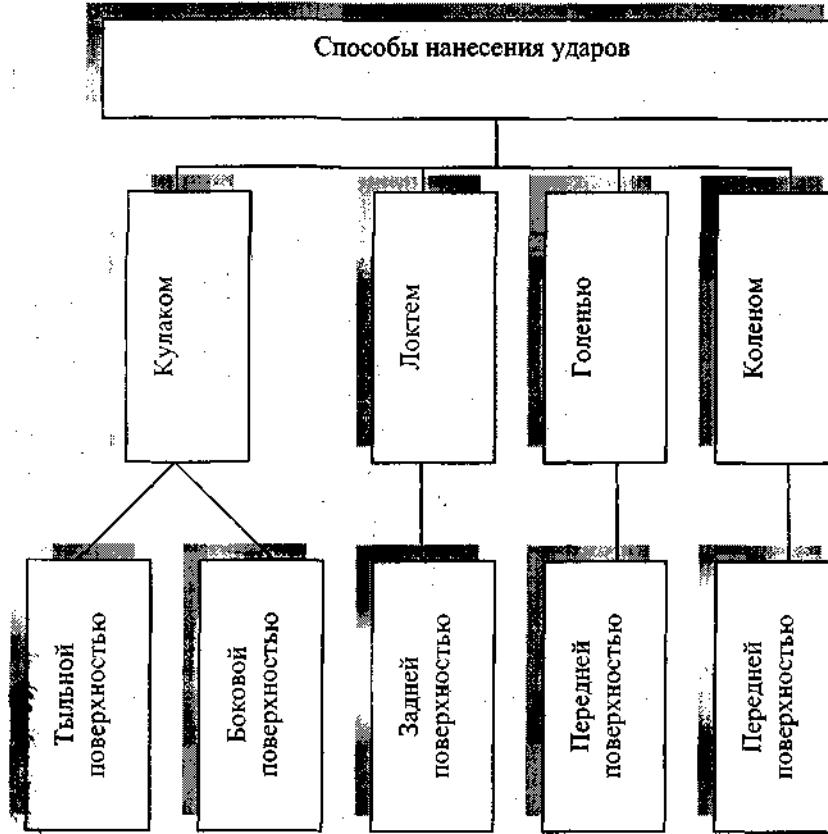 Способы нанесения ударов
Кулаком
Локтем
Голенью
Коленом
Тыльной
поверхностью
Боковой
поверхностью
Задней
поверхностью
Передней
поверхностью
Передней
поверхностью